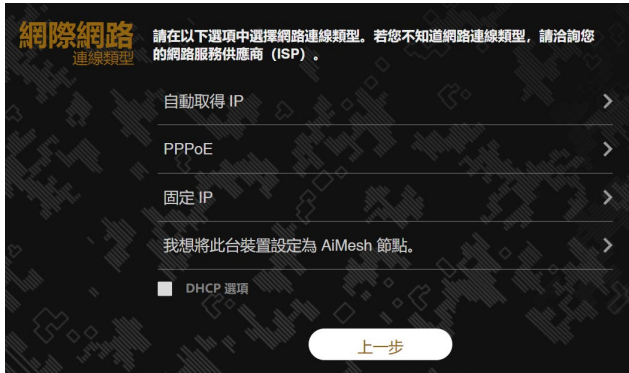 網際網路
連線類型
請在以下選項中選擇網路連線類型。若您不知道網路連線類型，請洽詢您
的網路服務供應商（ISP）。
自動取得 IP
PPPoE
固定 IP
我想將此台裝置設定為 AiMesh 節點。
DHCP 選項
上一步